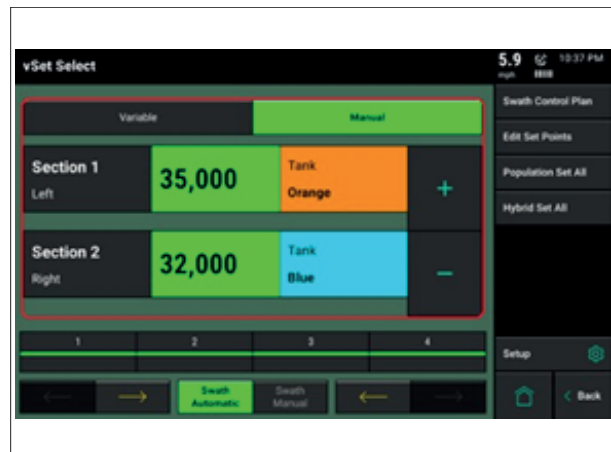 vSet Select
5.9
mph
10:37 PM
Variable
Manual
Section 1
Left
35,000
Tank
Orange
+
Section 2
Right
32,000
Tank
Blue
−
1 2 3 4
Swath
Automatic
Swath
Manual
Swath Control Plan
Edit Set Points
Population Set All
Hybrid Set All
Setup
< Back